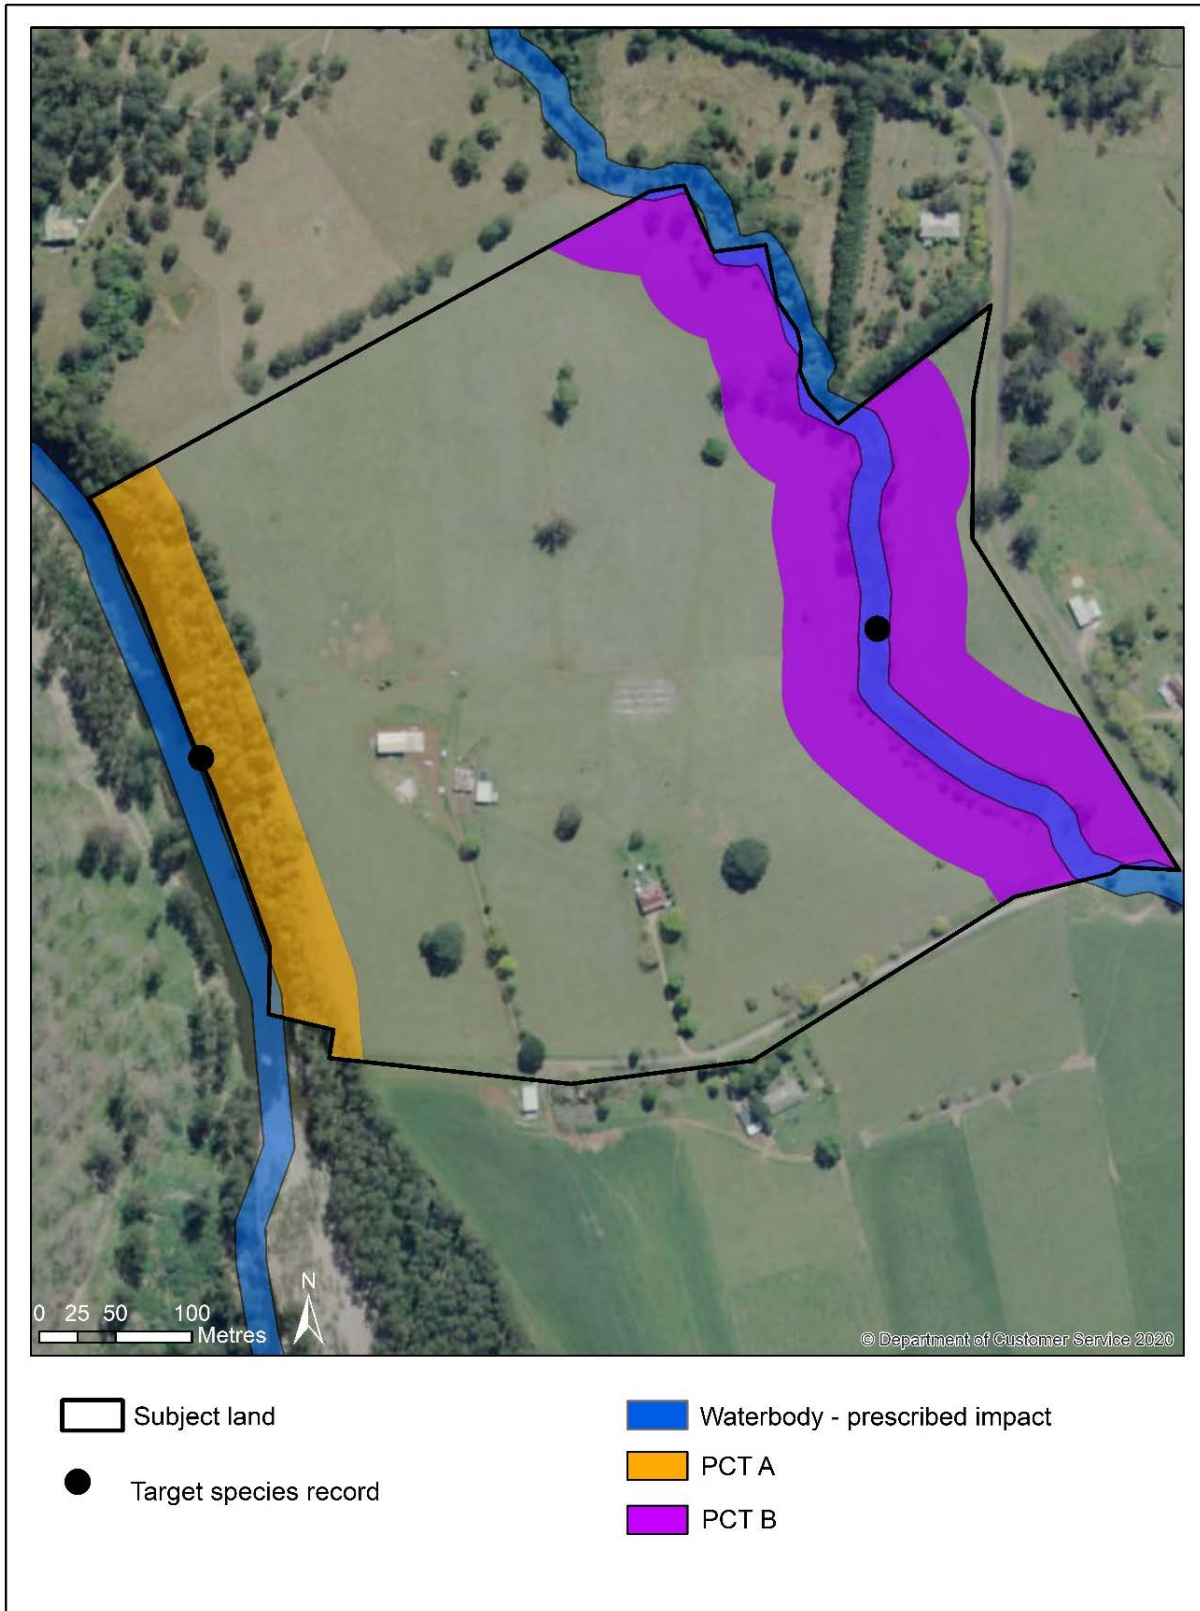 N
0 25 50 100
Metres
© Department of Customer Service 2020
Subject land
Target species record
Waterbody - prescribed impact
PCT A
PCT B